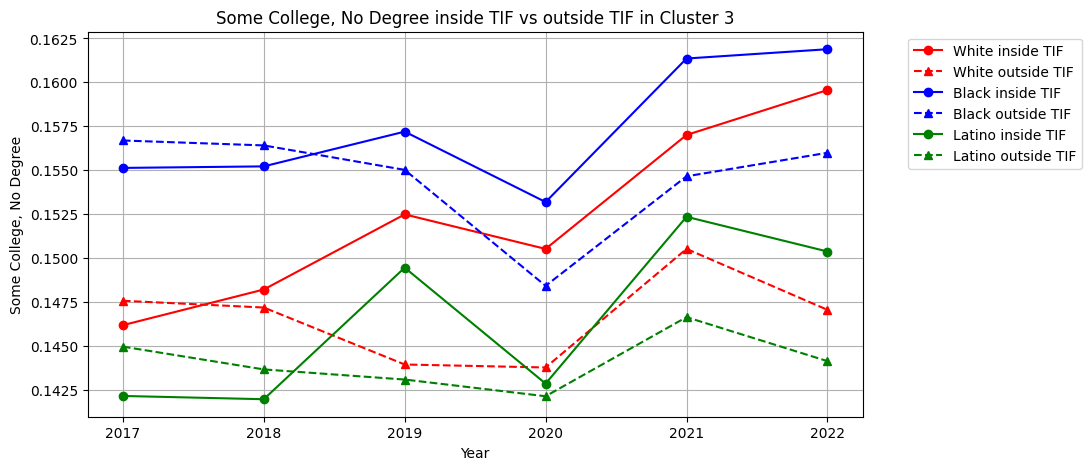 Some College, No Degree inside TIF vs outside TIF in Cluster 3
Some College, No Degree
0.1625
0.1600
0.1575
0.1550
0.1525
0.1500
0.1475
0.1450
0.1425
2017 2018 2019 2020 2021 2022
Year
White inside TIF
White outside TIF
Black inside TIF
Black outside TIF
Latino inside TIF
Latino outside TIF